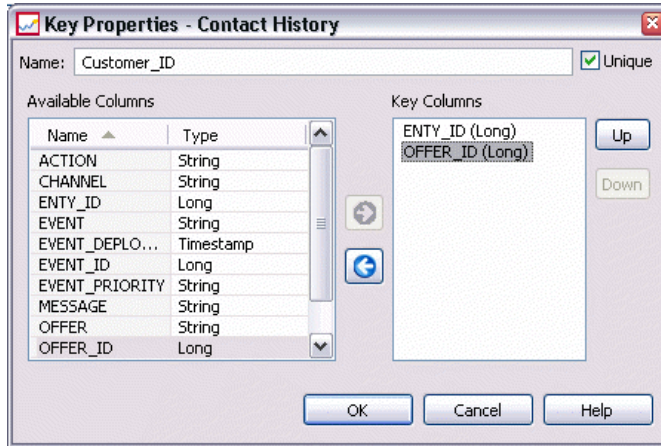 Key Properties - Contact History
Name: Customer_ID Unique
Available Columns Key Columns
Name Type
ACTION String
CHANNEL String
ENTY_ID Long
EVENT String
EVENT_DEPLO... Timestamp
EVENT_ID Long
EVENT_PRIORITY String
MESSAGE String
OFFER String
OFFER_ID Long
ENTY_ID (Long)
OFFER_ID (Long)
Up
Down
OK Cancel Help